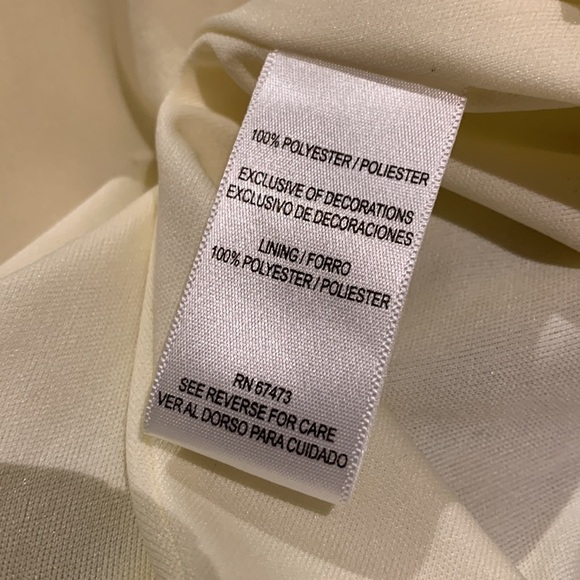 100% POLYESTER / POLIESTER
EXCLUSIVE OF DECORATIONS
EXCLUSIVO DE DECORACIONES
LINING / FORRO
100% POLYESTER / POLIESTER
RN 67473
SEE REVERSE FOR CARE
VER AL DORSO PARA CUIDADO